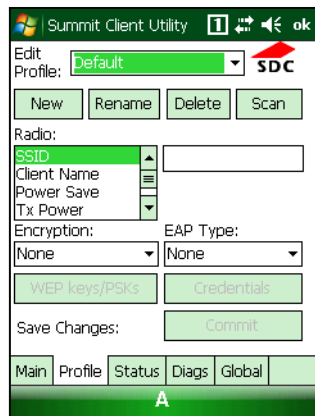 Summit Client Utility 1 ok
Edit Profile: Default SDC
New Rename Delete Scan
Radio:
SSID
Client Name
Power Save
Tx Power
Encryption: EAP Type:
None None
WEP keys/PSKs Credentials
Save Changes: Commit
Main Profile Status Diags Global
A